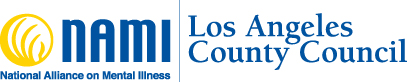 NAMI
National Alliance on Mental Illness
Los Angeles
County Council